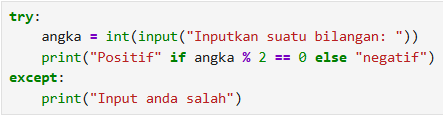 try:
    angka = int(input("Inputkan suatu bilangan: "))
    print("Positif" if angka % 2 == 0 else "negatif")
except:
    print("Input anda salah")